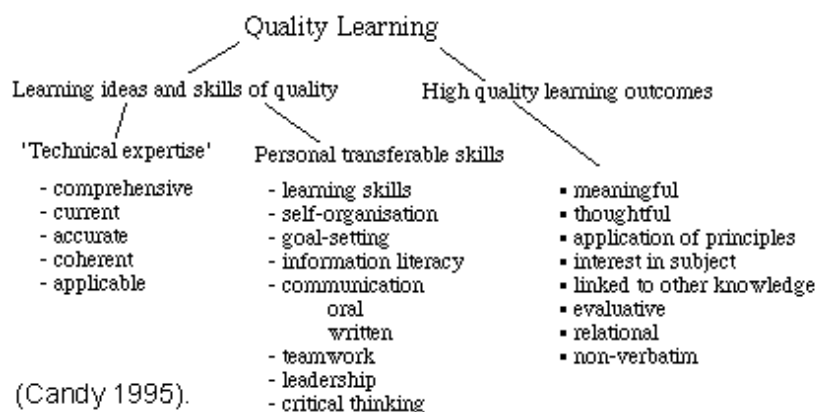 Quality Learning
Learning ideas and skills of quality
High quality learning outcomes
'Technical expertise'
- comprehensive
- current
- accurate
- coherent
- applicable
Personal transferable skills
- learning skills
- self-organisation
- goal-setting
- information literacy
- communication
oral
written
- teamwork
- leadership
- critical thinking
▪ meaningful
▪ thoughtful
▪ application of principles
▪ interest in subject
▪ linked to other knowledge
▪ evaluative
▪ relational
▪ non-verbatim
(Candy 1995).